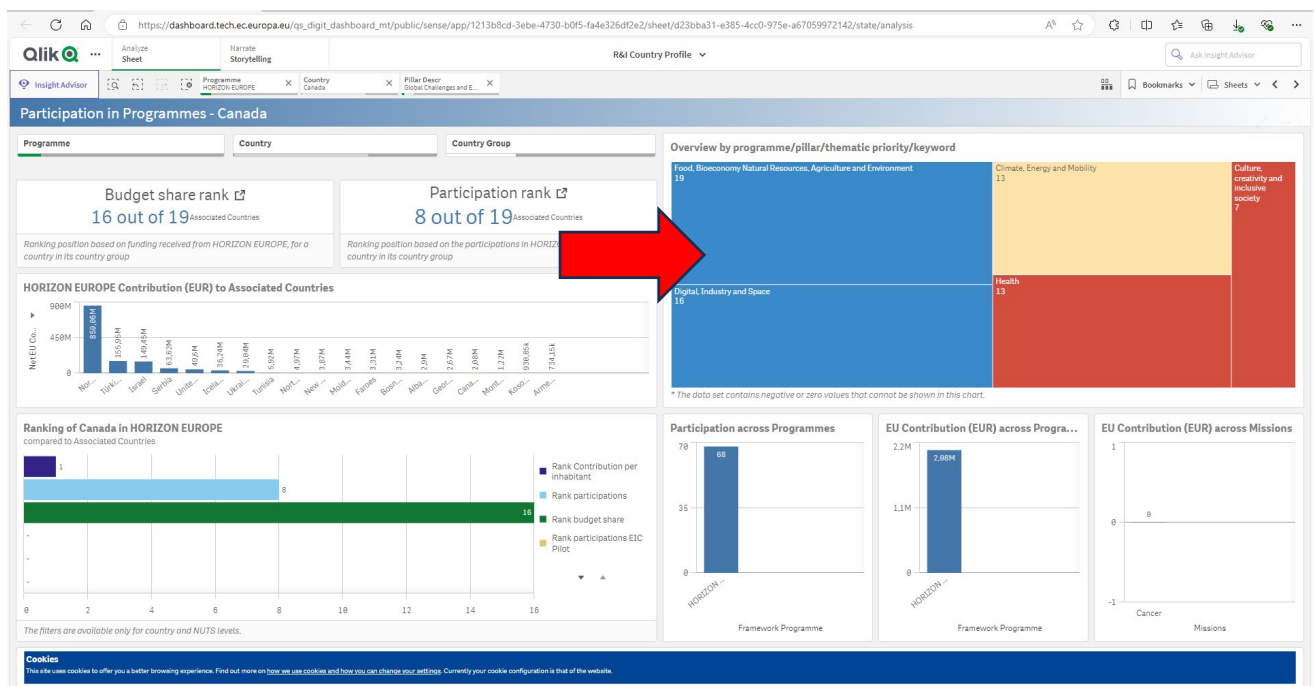 https://dashboard.tech.ec.europa.eu/qs_digit_dashboard_mt/public/sense/app/1213b8cd-3ebe-4730-b0f5-fa4e326df2e2/sheet/d23bba31-e385-4cc0-975e-a67059972142/state/analysis
Qlik
Analyze
Sheet
Narrate
Storytelling
R&I Country Profile
Ask Insight Advisor
Insight Advisor
Programme
HORIZON EUROPE
Country
Canada
Pillar Descr
Global Challenges and E...
Bookmarks
Sheets
Participation in Programmes - Canada
Programme
Country
Country Group
Budget share rank
16 out of 19 Associated Countries
Ranking position based on funding received from HORIZON EUROPE, for a
country in its country group
Participation rank
8 out of 19 Associated Countries
Ranking position based on the participations in
country in its country group
HORIZON EUROPE Contribution (EUR) to Associated Countries
Net EU Co...
900M
450M
0
859,06M
155,95M
149,45M
63,62M
49,6M
36,24M
29,04M
5,92M
4,97M
3,87M
3,44M
3,31M
3,24M
2,9M
2,67M
2,08M
1,22M
930,85k
734,15k
Nor...
Türki...
Israel
Serbia
Unite...
Icela...
Ukrai...
Tunisia
Nort...
New ...
Mold...
Faroes
Bosn...
Alba...
Geor...
Cana...
Mont...
Koso...
Arme...
Overview by programme/pillar/thematic priority/keyword
Food, Bioeconomy Natural Resources, Agriculture and Environment
19
Digital, Industry and Space
16
Climate, Energy and Mobility
13
Health
13
Culture,
creativity and
inclusive
society
7
* The data set contains negative or zero values that cannot be shown in this chart.
Ranking of Canada in HORIZON EUROPE
compared to Associated Countries
1
8
16
-
-
-
0 2 4 6 8 10 12 14 16
Rank Contribution per
inhabitant
Rank participations
Rank budget share
Rank participations EIC
Pilot
The filters are available only for country and NUTS levels.
Participation across Programmes
70
35
0
68
HORIZON ...
Framework Programme
EU Contribution (EUR) across Progra...
2.2M
1,1M
0
2,08M
HORIZON ...
Framework Programme
EU Contribution (EUR) across Missions
1
0
-1
0
Cancer
Missions
Cookies
This site uses cookies to offer you a better browsing experience. Find out more on how we use cookies and how you can change your settings. Currently your cookie configuration is that of the website.